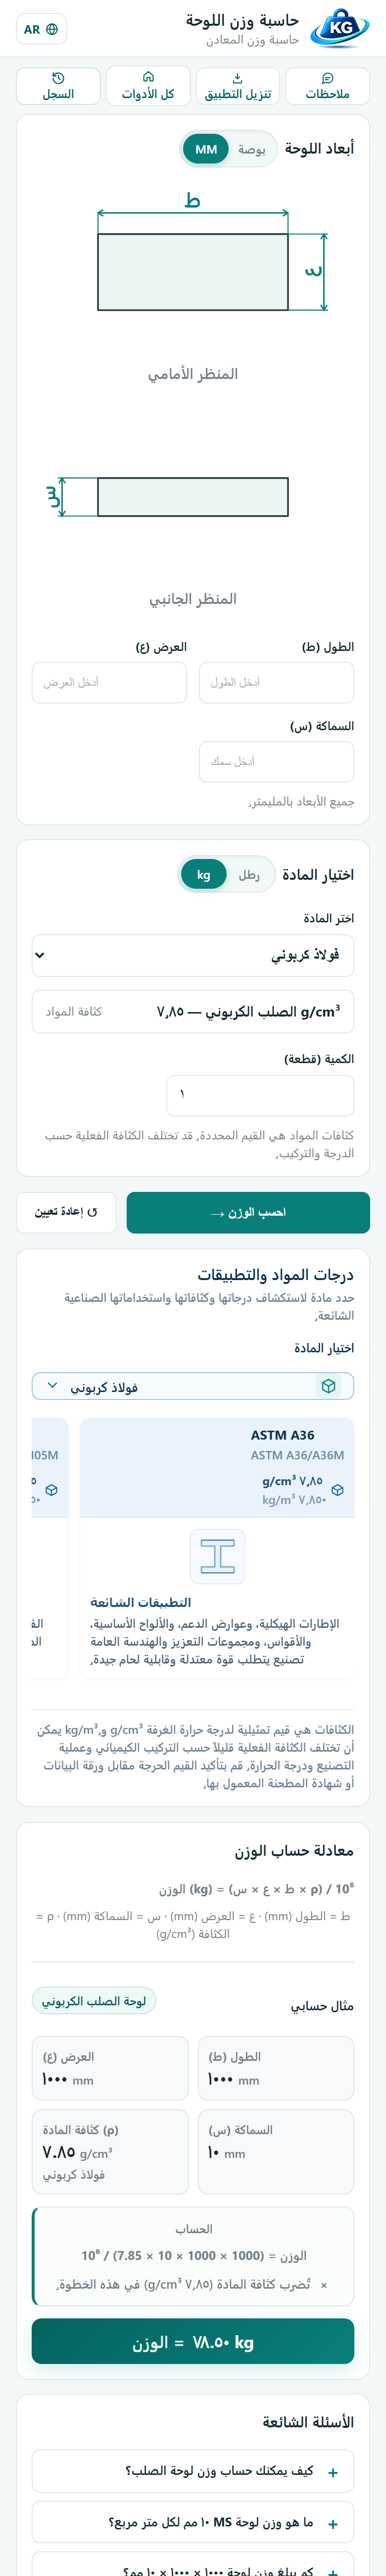 KG
حاسبة وزن اللوحة
حاسبة وزن المعادن
AR
ملاحظات
تنزيل التطبيق
كل الأدوات
السجل
أبعاد اللوحة
بوصة
MM
ط
ع
المنظر الأمامي
س
المنظر الجانبي
الطول (ط)
العرض (ع)
أدخل الطول
أدخل العرض
السماكة (س)
أدخل سمك
جميع الأبعاد بالمليمتر,
اختيار المادة
رطل
kg
اختر المادة
فولاذ كربوني
g/cm³ الصلب الكربوني — ٧,٨٥
كثافة المواد
الكمية (قطعة)
١
كثافات المواد هي القيم المحددة, قد تختلف الكثافة الفعلية حسب
الدرجة والتركيب,
احسب الوزن →
↺ إعادة تعيين
درجات المواد والتطبيقات
حدد مادة لاستكشاف درجاتها وكثافاتها واستخداماتها الصناعية
الشائعة,
اختيار المادة
فولاذ كربوني
ASTM A36
ASTM A36/A36M
g/cm³ ٧,٨٥
kg/m³ ٧,٨٥٠
التطبيقات الشائعة
الإطارات الهيكلية، وعوارض الدعم، والألواح الأساسية،
والأقواس، ومجموعات التعزيز والهندسة العامة
تصنيع يتطلب قوة معتدلة وقابلية لحام جيدة,
الكثافات هي قيم تمثيلية لدرجة حرارة الغرفة g/cm³ و,kg/m³ يمكن
أن تختلف الكثافة الفعلية قليلاً حسب التركيب الكيميائي وعملية
التصنيع ودرجة الحرارة, قم بتأكيد القيم الحرجة مقابل ورقة البيانات
أو شهادة المطحنة المعمول بها,
معادلة حساب الوزن
الوزن (kg) = (ط × ع × س × ρ) / 10⁶
ط = الطول (mm) · ع = العرض (mm) · س = السماكة (mm) · ρ =
الكثافة (g/cm³)
مثال حسابي
لوحة الصلب الكربوني
الطول (ط)
١٠٠٠ mm
العرض (ع)
١٠٠٠ mm
السماكة (س)
١٠ mm
(ρ) كثافة المادة
٧.٨٥ g/cm³
فولاذ كربوني
الحساب
الوزن = (1000 × 1000 × 10 × 7.85) / 10⁶
× تُضرب كثافة المادة (٧,٨٥ g/cm³) في هذه الخطوة,
الوزن = ٧٨.٥٠ kg
الأسئلة الشائعة
كيف يمكنك حساب وزن لوحة الصلب؟
+
ما هو وزن لوحة MS ١٠ مم لكل متر مربع؟
+
كم يبلغ وزن لوحة ١٠٠٠ × ١٠٠٠ × ١٠ مم؟
+